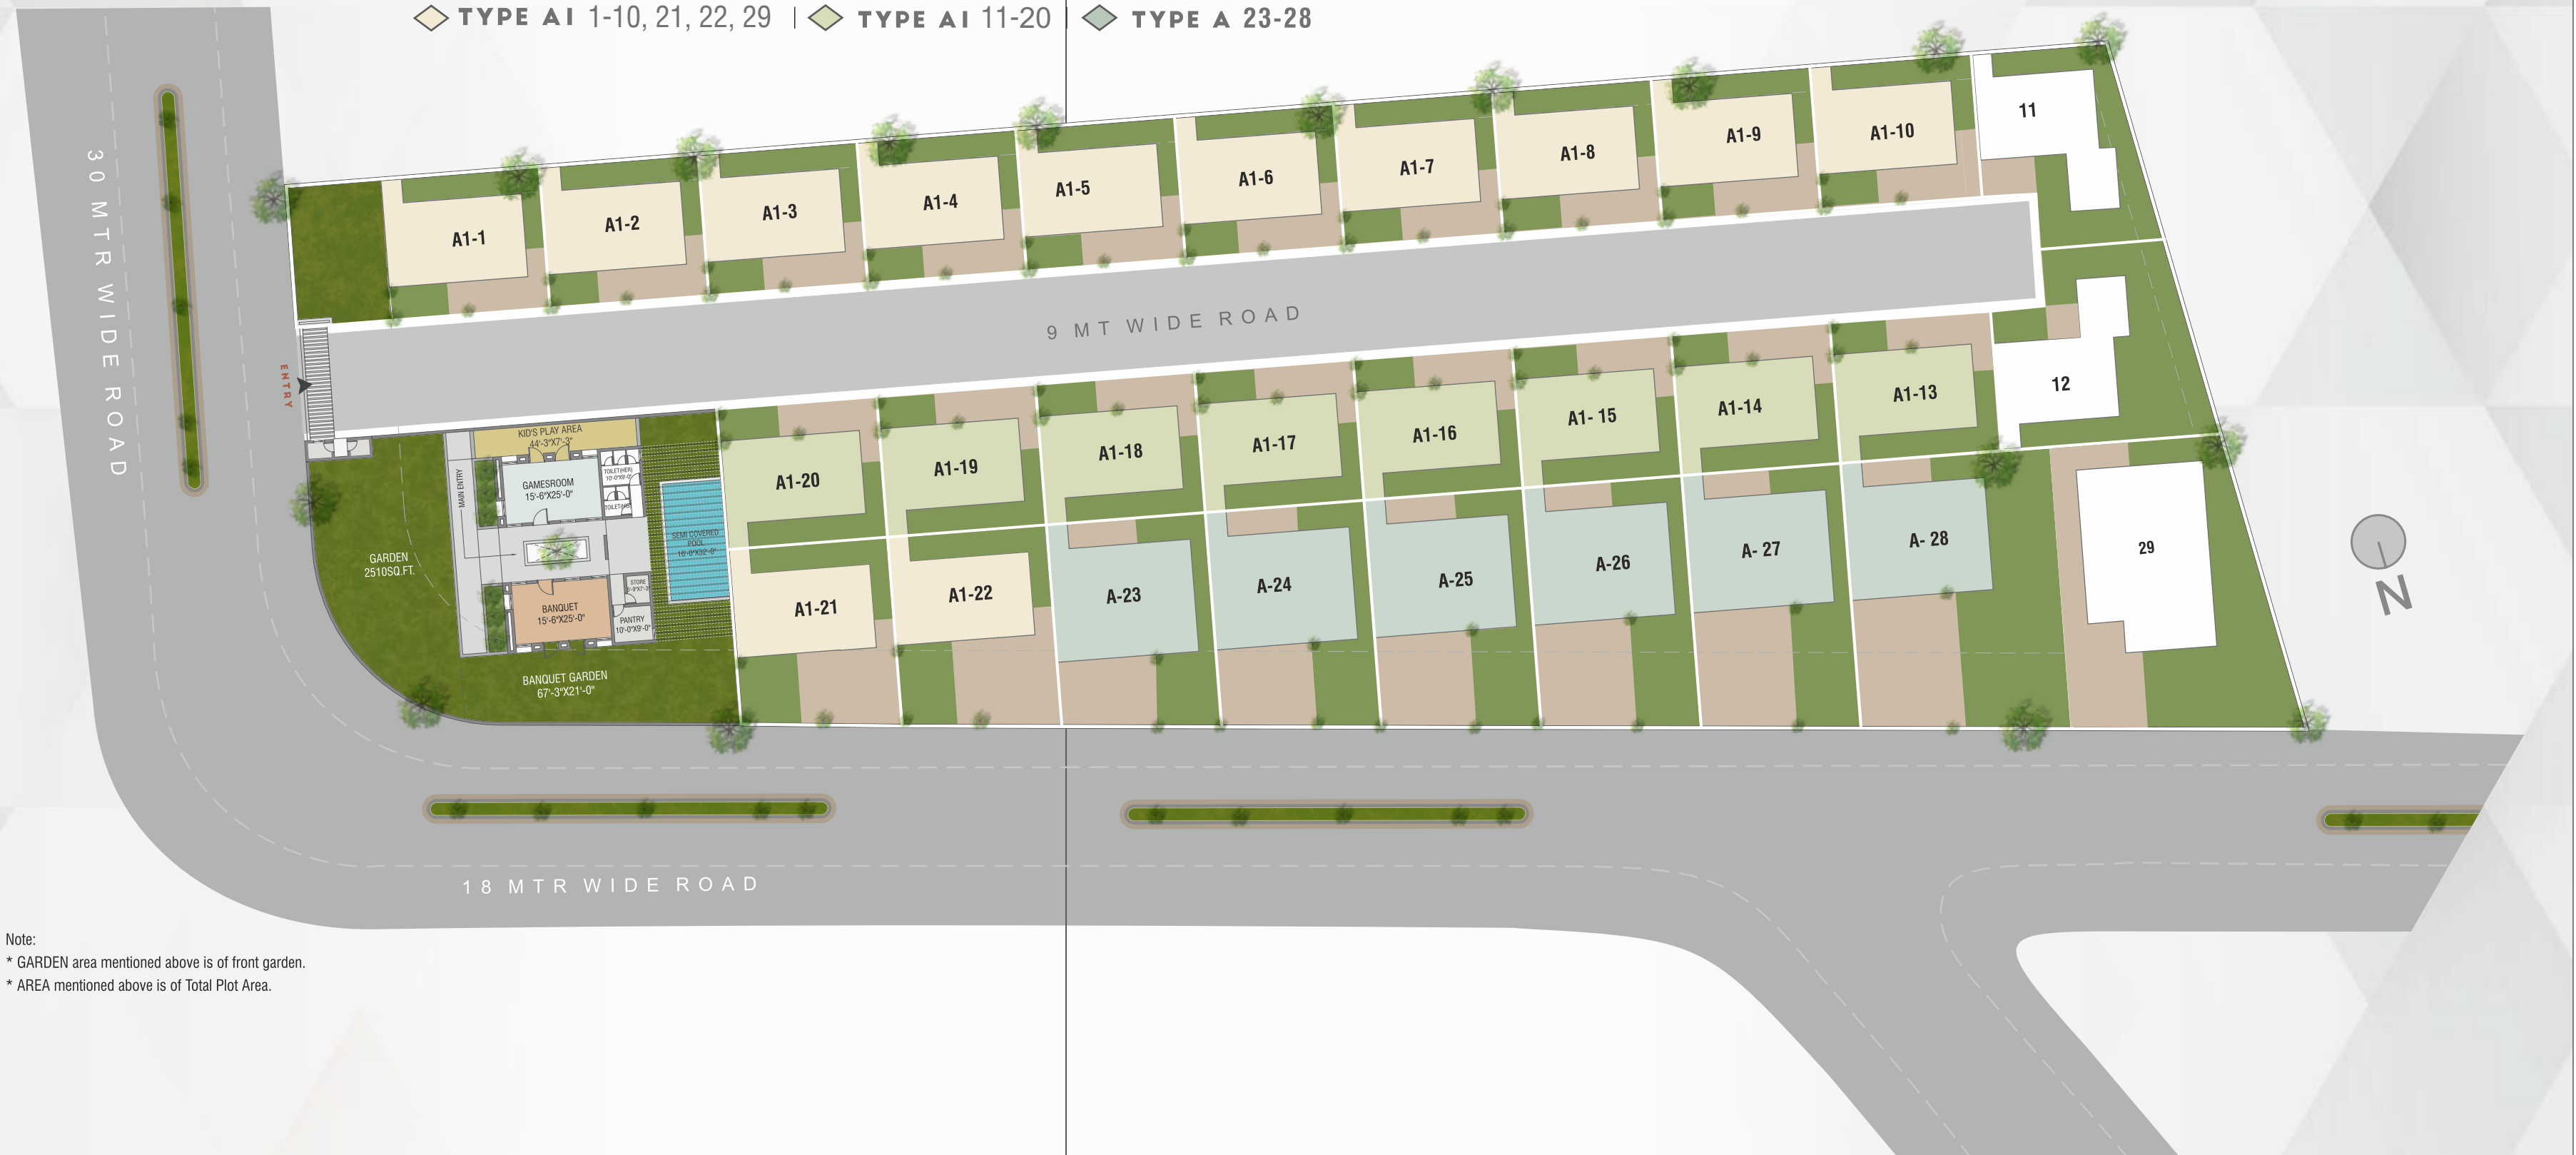 TYPE A1 1-10, 21, 22, 29 | TYPE A1 11-20 | TYPE A 23-28
30 MTR WIDE ROAD
A1-1
A1-2
A1-3
A1-4
A1-5
A1-6
A1-7
A1-8
A1-9
A1-10
11
9 MT WIDE ROAD
ENTRY
A1-20
A1-19
A1-18
A1-17
A1-16
A1- 15
A1-14
A1-13
12
KID'S PLAY AREA
44'-3"X7'-3"
MAIN ENTRY
GAMESROOM
15'-6"X25'-0"
TOILET(HER)
SEMI COVERED
POOL
GARDEN
2510SQ.FT.
BANQUET
15'-6"X25'-0"
STORE
PANTRY
10'-0"X9'-0"
BANQUET GARDEN
67'-3"X21'-0"
A1-21
A1-22
A-23
A-24
A-25
A-26
A- 27
A- 28
29
N
18 MTR WIDE ROAD
Note:
* GARDEN area mentioned above is of front garden.
* AREA mentioned above is of Total Plot Area.